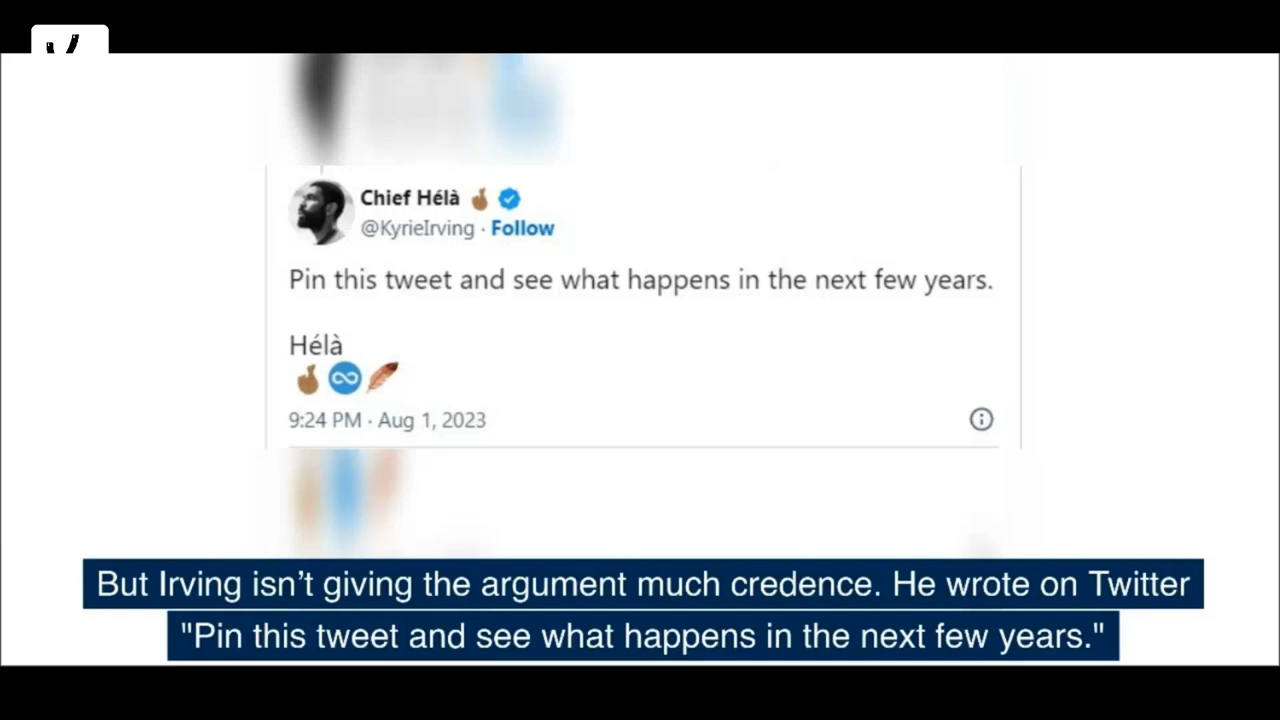 Chief Hélà
@KyrieIrving · Follow
Pin this tweet and see what happens in the next few years.
Hélà
9:24 PM · Aug 1, 2023
But Irving isn’t giving the argument much credence. He wrote on Twitter
"Pin this tweet and see what happens in the next few years."